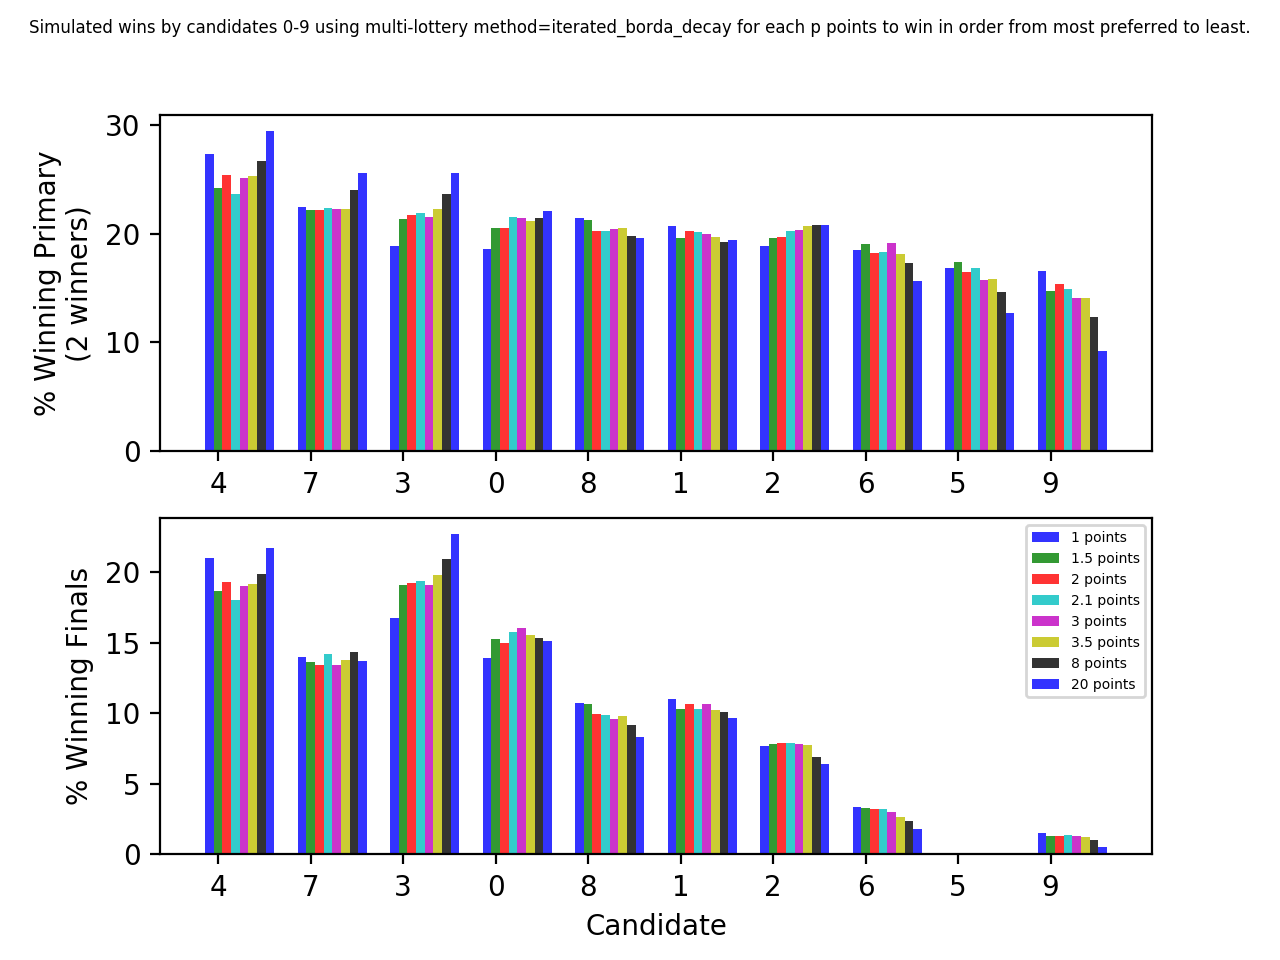 Simulated wins by candidates 0-9 using multi-lottery method=iterated_borda_decay for each p points to win in order from most preferred to least.
% Winning Primary
(2 winners)
30
20
10
0
4 7 3 0 8 1 2 6 5 9
% Winning Finals
20
15
10
5
0
1 points
1.5 points
2 points
2.1 points
3 points
3.5 points
8 points
20 points
4 7 3 0 8 1 2 6 5 9
Candidate